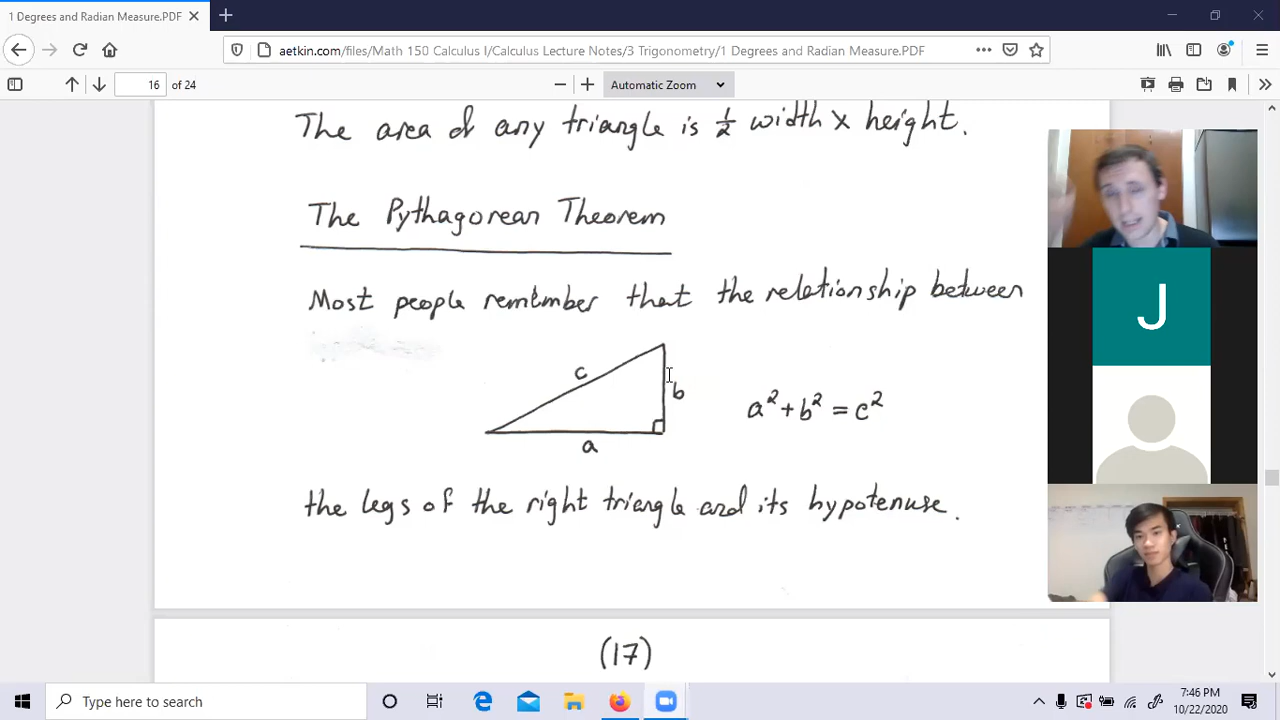 1 Degrees and Radian Measure.PDF
aetkin.com/files/Math 150 Calculus I/Calculus Lecture Notes/3 Trigonometry/1 Degrees and Radian Measure.PDF
16 of 24
Automatic Zoom
The area of any triangle is 1/2 width x height.
The Pythagorean Theorem
Most people remember that the relationship between
c
b
a
a² + b² = c²
the legs of the right triangle and its hypotenuse.
(17)
J
Type here to search
7:46 PM
10/22/2020